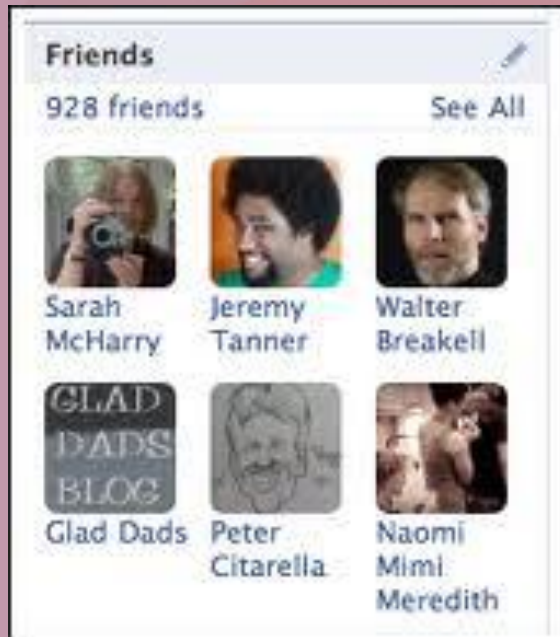 Friends
928 friends See All
Sarah
McHarry
Jeremy
Tanner
Walter
Breakell
GLAD
DADS
BLOG
Glad Dads
Peter
Citarella
Naomi
Mimi
Meredith